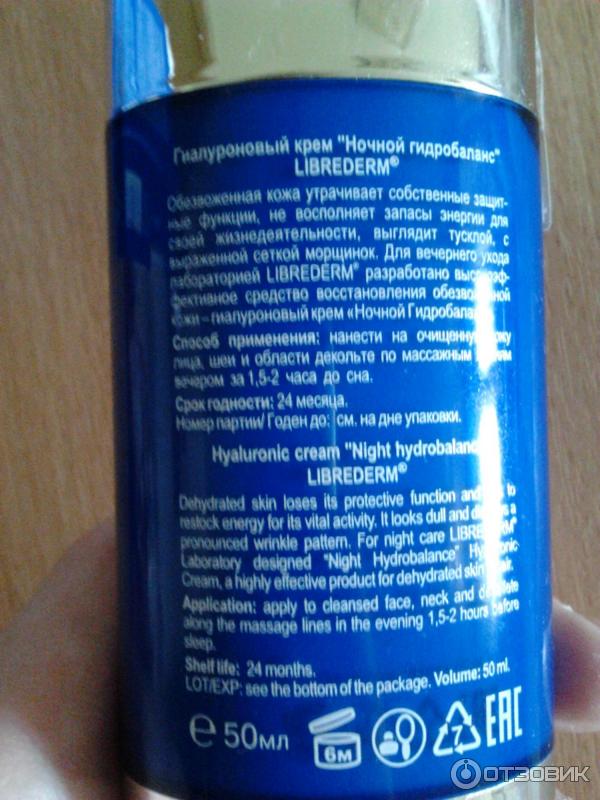 Гиалуроновый крем "Ночной гидробаланс"
LIBREDERM®
Обезвоженная кожа утрачивает собственные защит-
ные функции, не восполняет запасы энергии для
своей жизнедеятельности, выглядит тусклой, с
выраженной сеткой морщинок. Для вечернего ухода
лабораторией LIBREDERM® разработано высокоэф-
фективное средство восстановления обезвоженной
кожи – гиалуроновый крем «Ночной Гидробаланс
Способ применения: нанести на очищенную кожу
лица, шеи и области декольте по массажным линиям
вечером за 1,5-2 часа до сна.
Срок годности: 24 месяца.
Номер партии/ Годен до: см. на дне упаковки.
Hyaluronic cream "Night hydrobalance
LIBREDERM®
Dehydrated skin loses its protective function and to
restock energy for its vital activity. It looks dull and a
pronounced wrinkle pattern. For night care LIBREDERM®
Laboratory designed "Night Hydrobalance" Hyaluronic
Cream, a highly effective product for dehydrated skin
Application: apply to cleansed face, neck and décolleté
along the massage lines in the evening 1,5-2 hours before
sleep.
Shelf life: 24 months.
LOT/EXP: see the bottom of the package. Volume: 50 ml.
℮ 50мл 6м 7 EAC
ОТЗОВИК